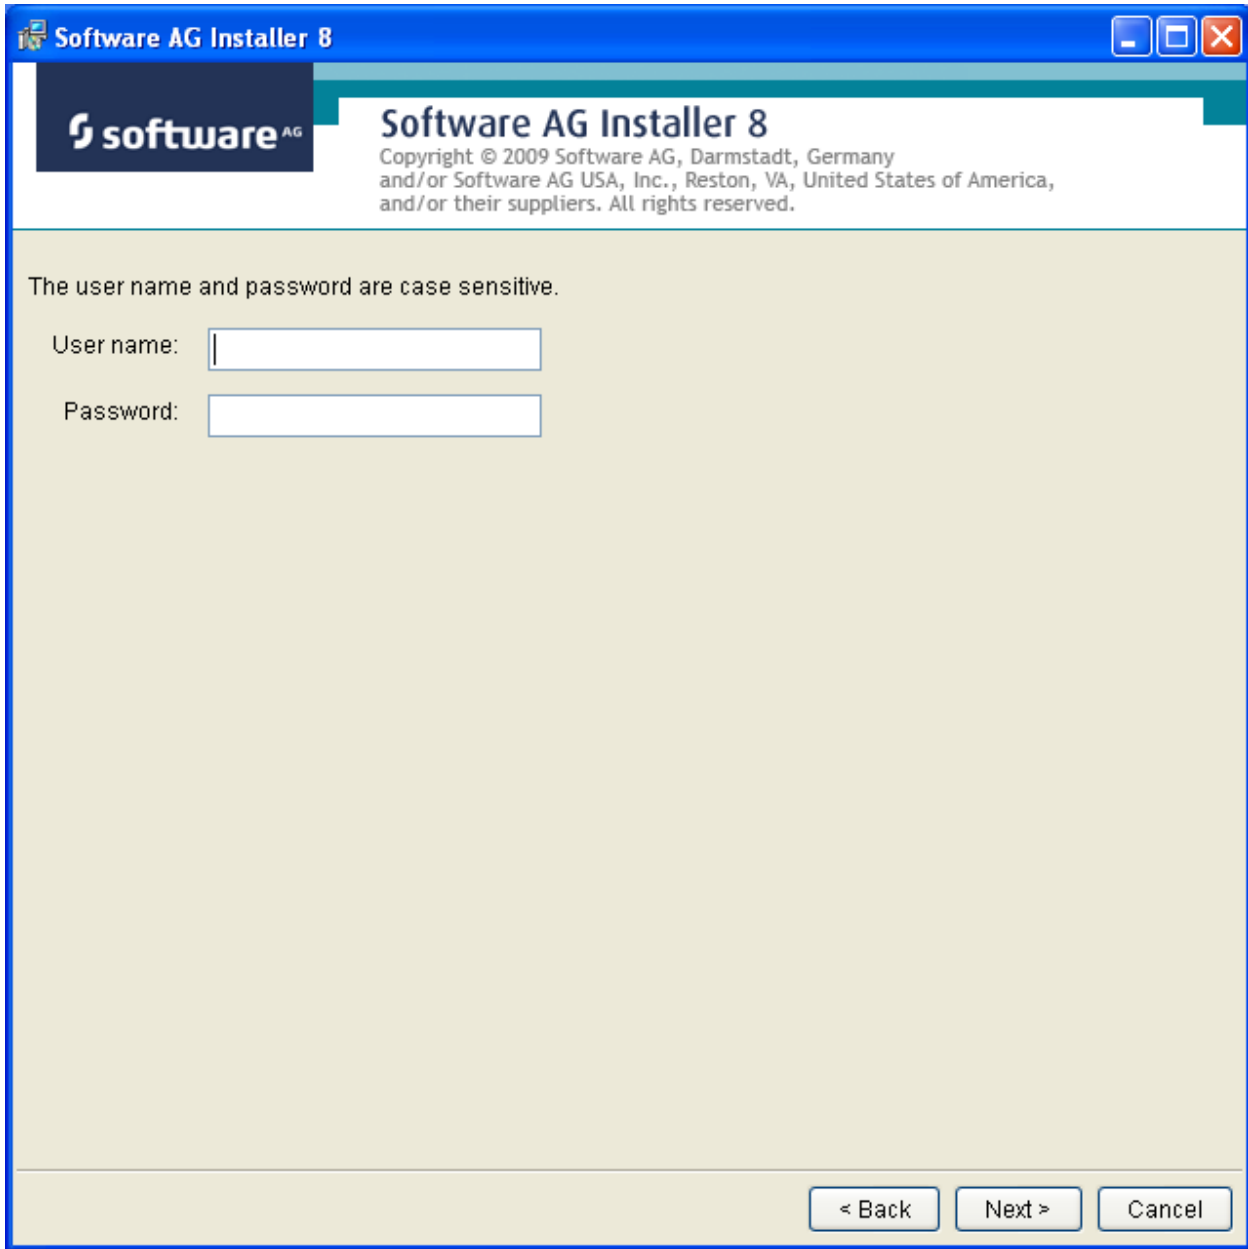 Software AG Installer 8
software AG
Software AG Installer 8
Copyright © 2009 Software AG, Darmstadt, Germany
and/or Software AG USA, Inc., Reston, VA, United States of America,
and/or their suppliers. All rights reserved.
The user name and password are case sensitive.
User name:
Password:
< Back
Next >
Cancel